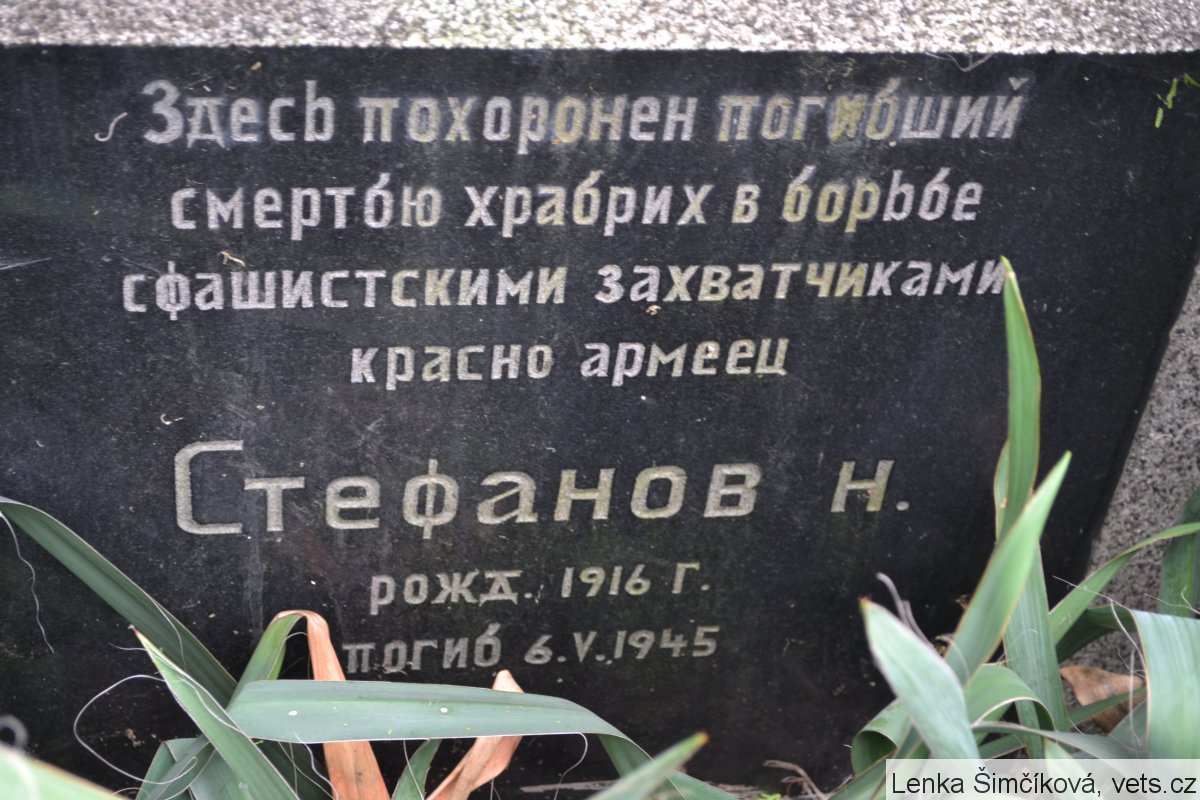 Здесь похоронен погибший
смертбю храбрих в борьбе
сфашистскими захватчиками
красно армеец
Стефанов Н.
рожд. 1916 г.
погиб 6.V.1945
Lenka Šimčíková, vets.cz